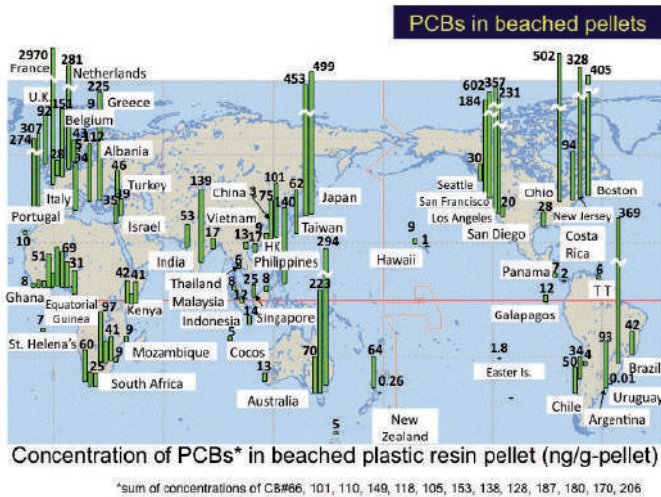 PCBs in beached pellets
2970
281
France
Netherlands
499
502
328
453
602 357
405
225
184
231
U.K
151
9
Greece
92
Belgium
307
117
274
94
Albania
28
46
94
30
Italy
Turkey
China
101
Seattle
Ohio
Boston
139
75
140
62
Japan
San Francisco
20
Portugal
35
39
Vietnam
Los Angeles
28
New Jersey
369
10
Israel
53
17
13
17
HK
Taiwan
9
San Diego
Costa
Rica
51
69
India
Philippines
294
1
Hawaii
31
Thailand
Panama
7
2
6
8
42
41
Malaysia
25
8
223
T T
Ghana
Equatorial
Guinea
Kenya
12
12
Galapagos
7
97
Indonesia
14
Singapore
St. Helena's
60
41
9
Mozambique
Cocos
1.8
93
42
25
9
13
70
64
Easter Is.
34
4
50
Brazil
South Africa
0.26
0.01
Australia
Chile
Uruguay
Argentina
5
New
Zealand
Concentration of PCBs* in beached plastic resin pellet (ng/g-pellet)
*sum of concentrations of CB#66, 101, 110, 149, 118, 105, 153, 138, 128, 187, 180, 170, 206